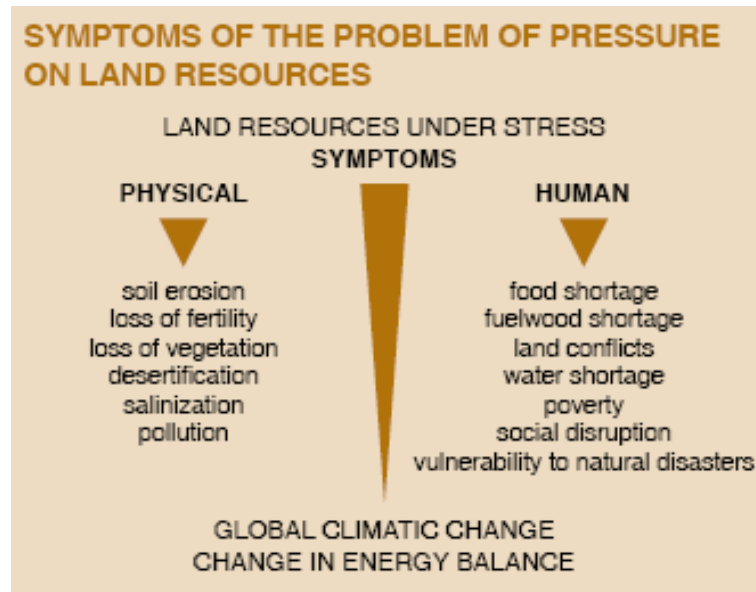 SYMPTOMS OF THE PROBLEM OF PRESSURE
ON LAND RESOURCES
LAND RESOURCES UNDER STRESS
SYMPTOMS
PHYSICAL
soil erosion
loss of fertility
loss of vegetation
desertification
salinization
pollution
HUMAN
food shortage
fuelwood shortage
land conflicts
water shortage
poverty
social disruption
vulnerability to natural disasters
GLOBAL CLIMATIC CHANGE
CHANGE IN ENERGY BALANCE